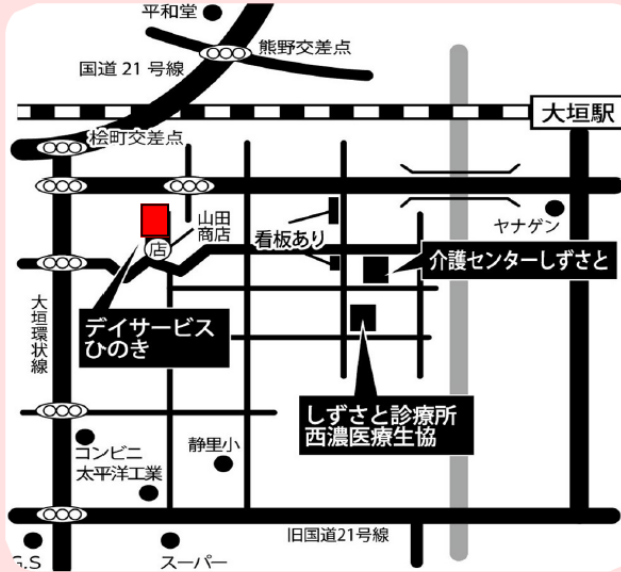 平和堂
熊野交差点
国道21号線
大垣駅
桧町交差点
山田
商店
店
看板あり
ヤナゲン
介護センターしずさと
大垣環状線
デイサービス
ひのき
しずさと診療所
西濃医療生協
コンビニ
太平洋工業
静里小
旧国道21号線
G.S
スーパー